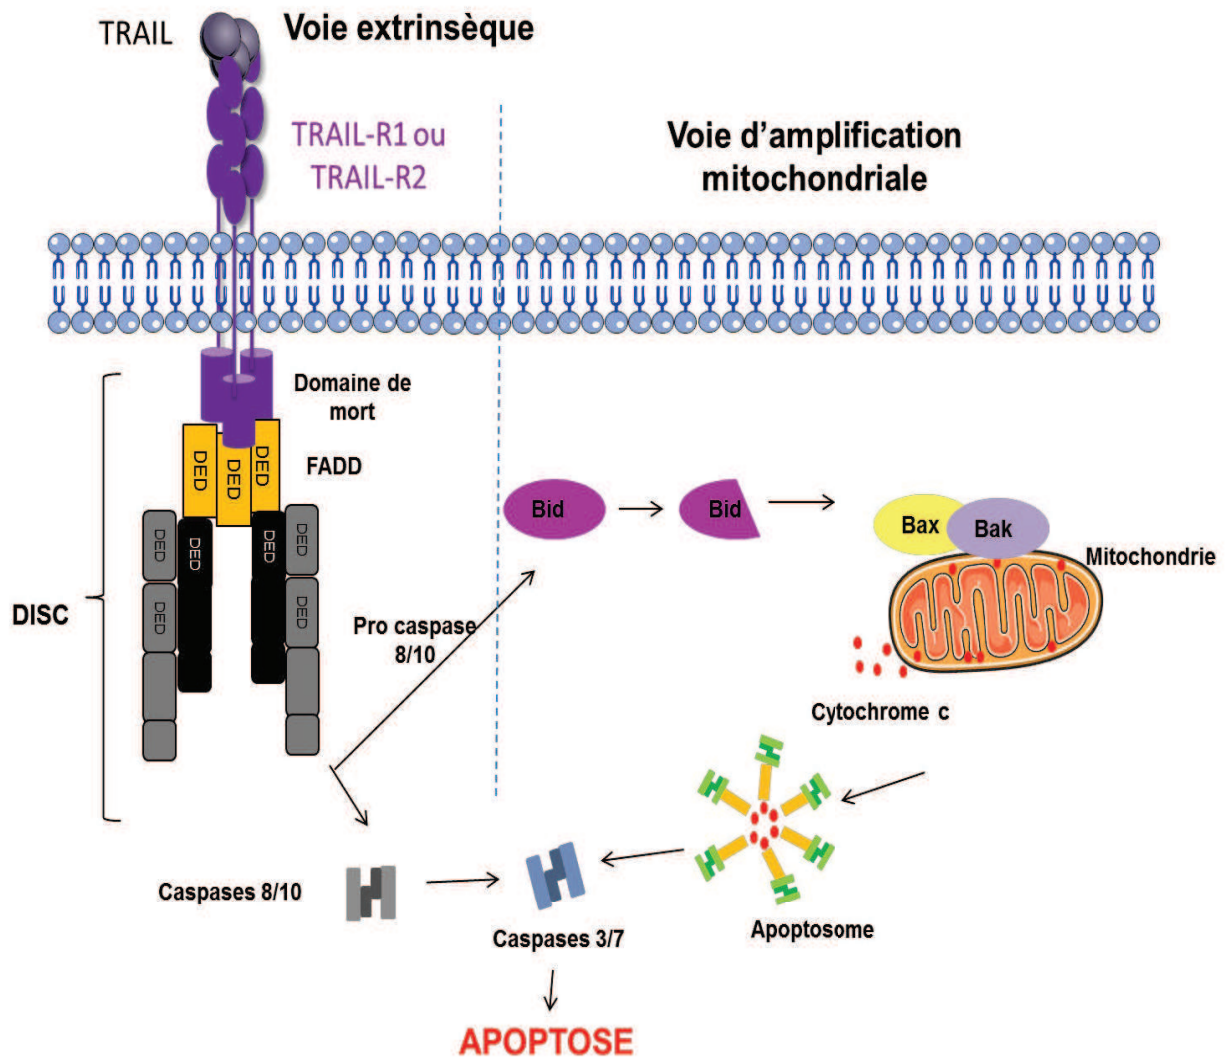 TRAIL
Voie extrinsèque
TRAIL-R1 ou
TRAIL-R2
Voie d’amplification
mitochondriale
Domaine de
mort
FADD
DED
DED
DED
DED
DED
DED
DED
DED
DED
DISC
Pro caspase
8/10
Bid
Bid
Bax
Bak
Mitochondrie
Cytochrome c
Caspases 8/10
Caspases 3/7
Apoptosome
APOPTOSE